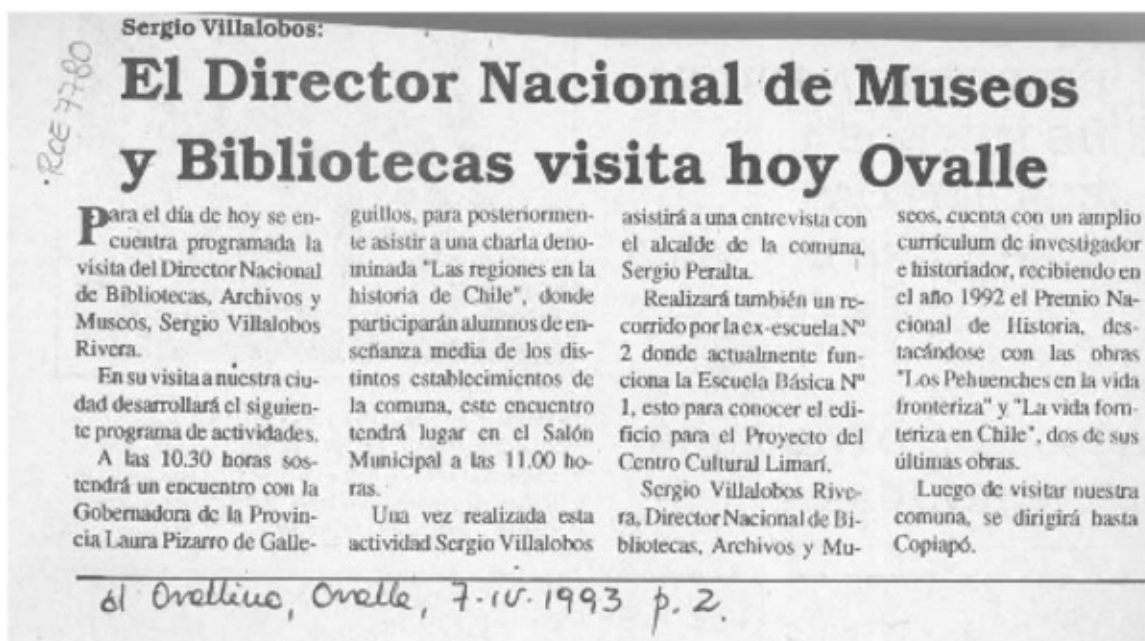 Sergio Villalobos:
El Director Nacional de Museos
y Bibliotecas visita hoy Ovalle
RCE 7780
Para el día de hoy se en-
cuentra programada la
visita del Director Nacional
de Bibliotecas, Archivos y
Museos, Sergio Villalobos
Rivera.
En su visita a nuestra ciu-
dad desarrollará el siguien-
te programa de actividades.
A las 10.30 horas sos-
tendrá un encuentro con la
Gobernadora de la Provin-
cia Laura Pizarro de Galle-
guillos, para posteriormen-
te asistir a una charla deno-
minada "Las regiones en la
historia de Chile", donde
participarán alumnos de en-
señanza media de los dis-
tintos establecimientos de
la comuna, este encuentro
tendrá lugar en el Salón
Municipal a las 11.00 ho-
ras.
Una vez realizada esta
actividad Sergio Villalobos
asistirá a una entrevista con
el alcalde de la comuna,
Sergio Peralta.
Realizará también un re-
corrido por la ex-escuela Nº
2 donde actualmente fun-
ciona la Escuela Básica Nº
1, esto para conocer el edi-
ficio para el Proyecto del
Centro Cultural Limarí.
Sergio Villalobos Rive-
ra, Director Nacional de Bi-
bliotecas, Archivos y Mu-
seos, cuenta con un amplio
currículum de investigador
e historiador, recibiendo en
el año 1992 el Premio Na-
cional de Historia, des-
tacándose con las obras
"Los Pehuenches en la vida
fronteriza" y "La vida fron-
teriza en Chile", dos de sus
últimas obras.
Luego de visitar nuestra
comuna, se dirigirá hasta
Copiapó.
El Ovallino, Ovalle, 7.IV.1993 p. 2.